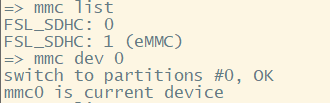 => mmc list
FSL_SDHC: 0
FSL_SDHC: 1 (eMMC)
=> mmc dev 0
switch to partitions #0, OK
mmc0 is current device